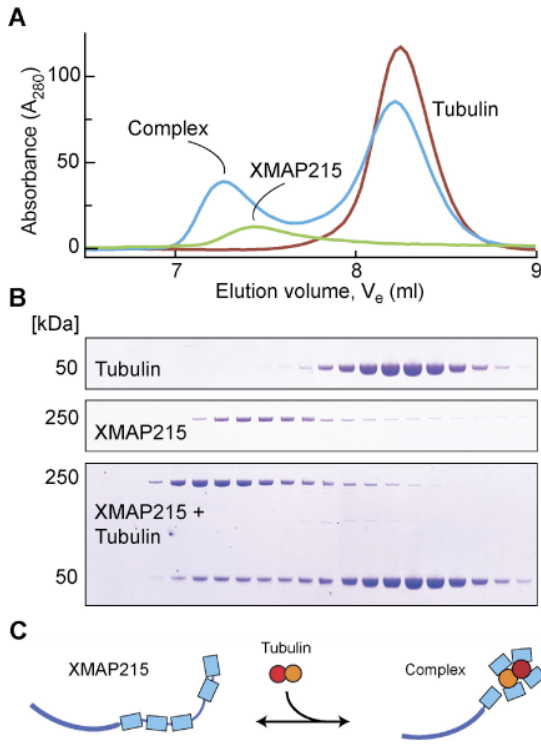 A
Absorbance (A280)
100
50
0
Complex
XMAP215
Tubulin
7
8
9
Elution volume, Ve (ml)
B
[kDa]
50
Tubulin
250
XMAP215
250
XMAP215 +
Tubulin
50
C
XMAP215
Tubulin
Complex